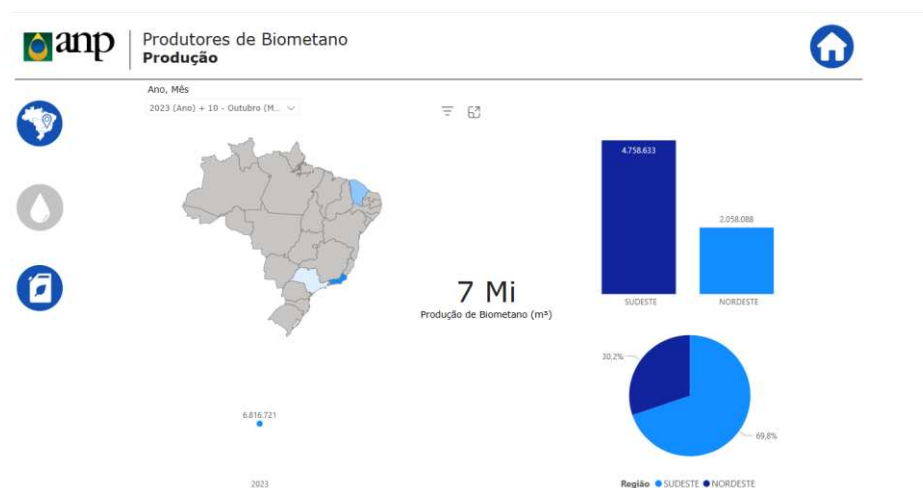 anp
Produtores de Biometano
Produção
Ano, Mês
2023 (Ano) + 10 - Outubro (M...
7 Mi
Produção de Biometano (m³)
4.758.633
2.058.088
SUDESTE
NORDESTE
30,2%
69,8%
Região SUDESTE NORDESTE
6.816.721
2023